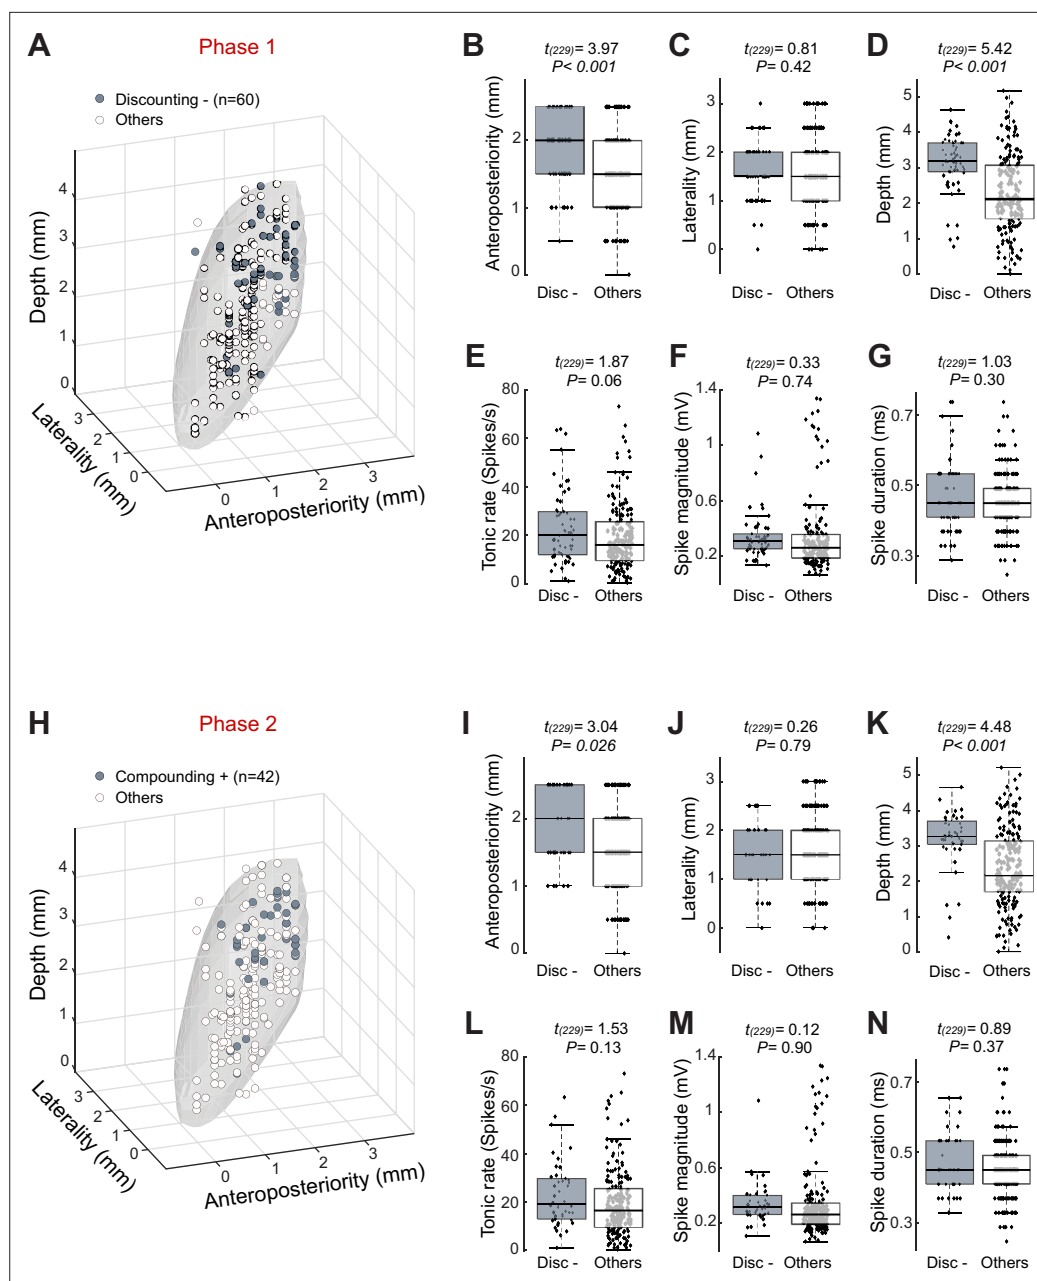 A
Phase 1
Discounting - (n=60)
Others
Depth (mm)
4
3
2
1
0
Laterality (mm)
3
2
1
0
0
1
2
3
Anteroposteriority (mm)
B
t(229)= 3.97
P< 0.001
Anteroposteriority (mm)
2
1
0
Disc - Others
C
t(229)= 0.81
P= 0.42
Laterality (mm)
3
2
1
0
Disc - Others
D
t(229)= 5.42
P< 0.001
Depth (mm)
5
4
3
2
1
0
Disc - Others
E
t(229)= 1.87
P= 0.06
Tonic rate (Spikes/s)
80
60
40
20
0
Disc - Others
F
t(229)= 0.33
P= 0.74
Spike magnitude (mV)
1.4
1
0.6
0.2
Disc - Others
G
t(229)= 1.03
P= 0.30
Spike duration (ms)
0.7
0.5
0.3
Disc - Others
H
Phase 2
Compounding + (n=42)
Others
Depth (mm)
4
3
2
1
0
Laterality (mm)
3
2
1
0
0
1
2
3
Anteroposteriority (mm)
I
t(229)= 3.04
P= 0.026
Anteroposteriority (mm)
2
1
0
Disc - Others
J
t(229)= 0.26
P= 0.79
Laterality (mm)
3
2
1
0
Disc - Others
K
t(229)= 4.48
P< 0.001
Depth (mm)
5
4
3
2
1
0
Disc - Others
L
t(229)= 1.53
P= 0.13
Tonic rate (Spikes/s)
80
60
40
20
0
Disc - Others
M
t(229)= 0.12
P= 0.90
Spike magnitude (mV)
1.4
1
0.6
0.2
Disc - Others
N
t(229)= 0.89
P= 0.37
Spike duration (ms)
0.7
0.5
0.3
Disc - Others